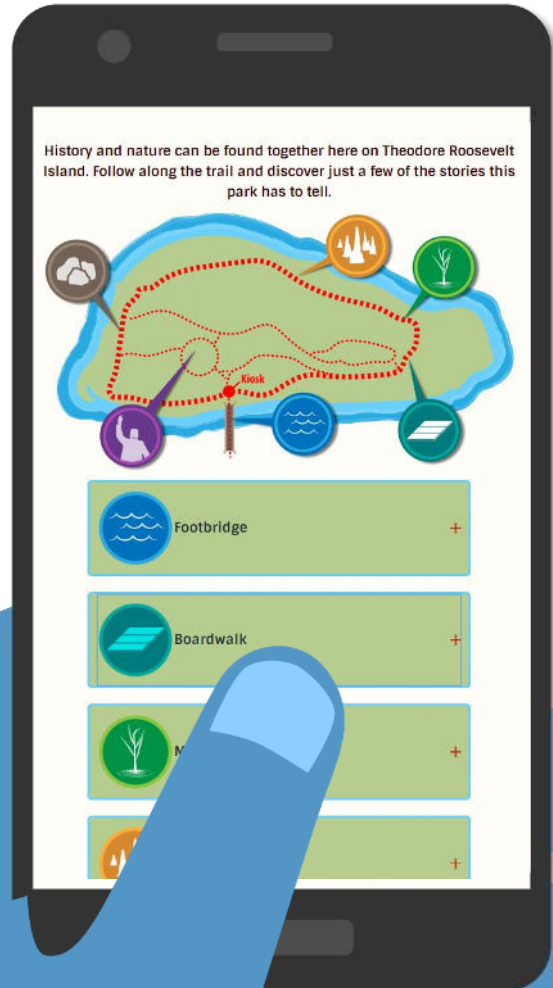 History and nature can be found together here on Theodore Roosevelt
Island. Follow along the trail and discover just a few of the stories this
park has to tell.
Kiosk
Footbridge
+
Boardwalk
+
+
+